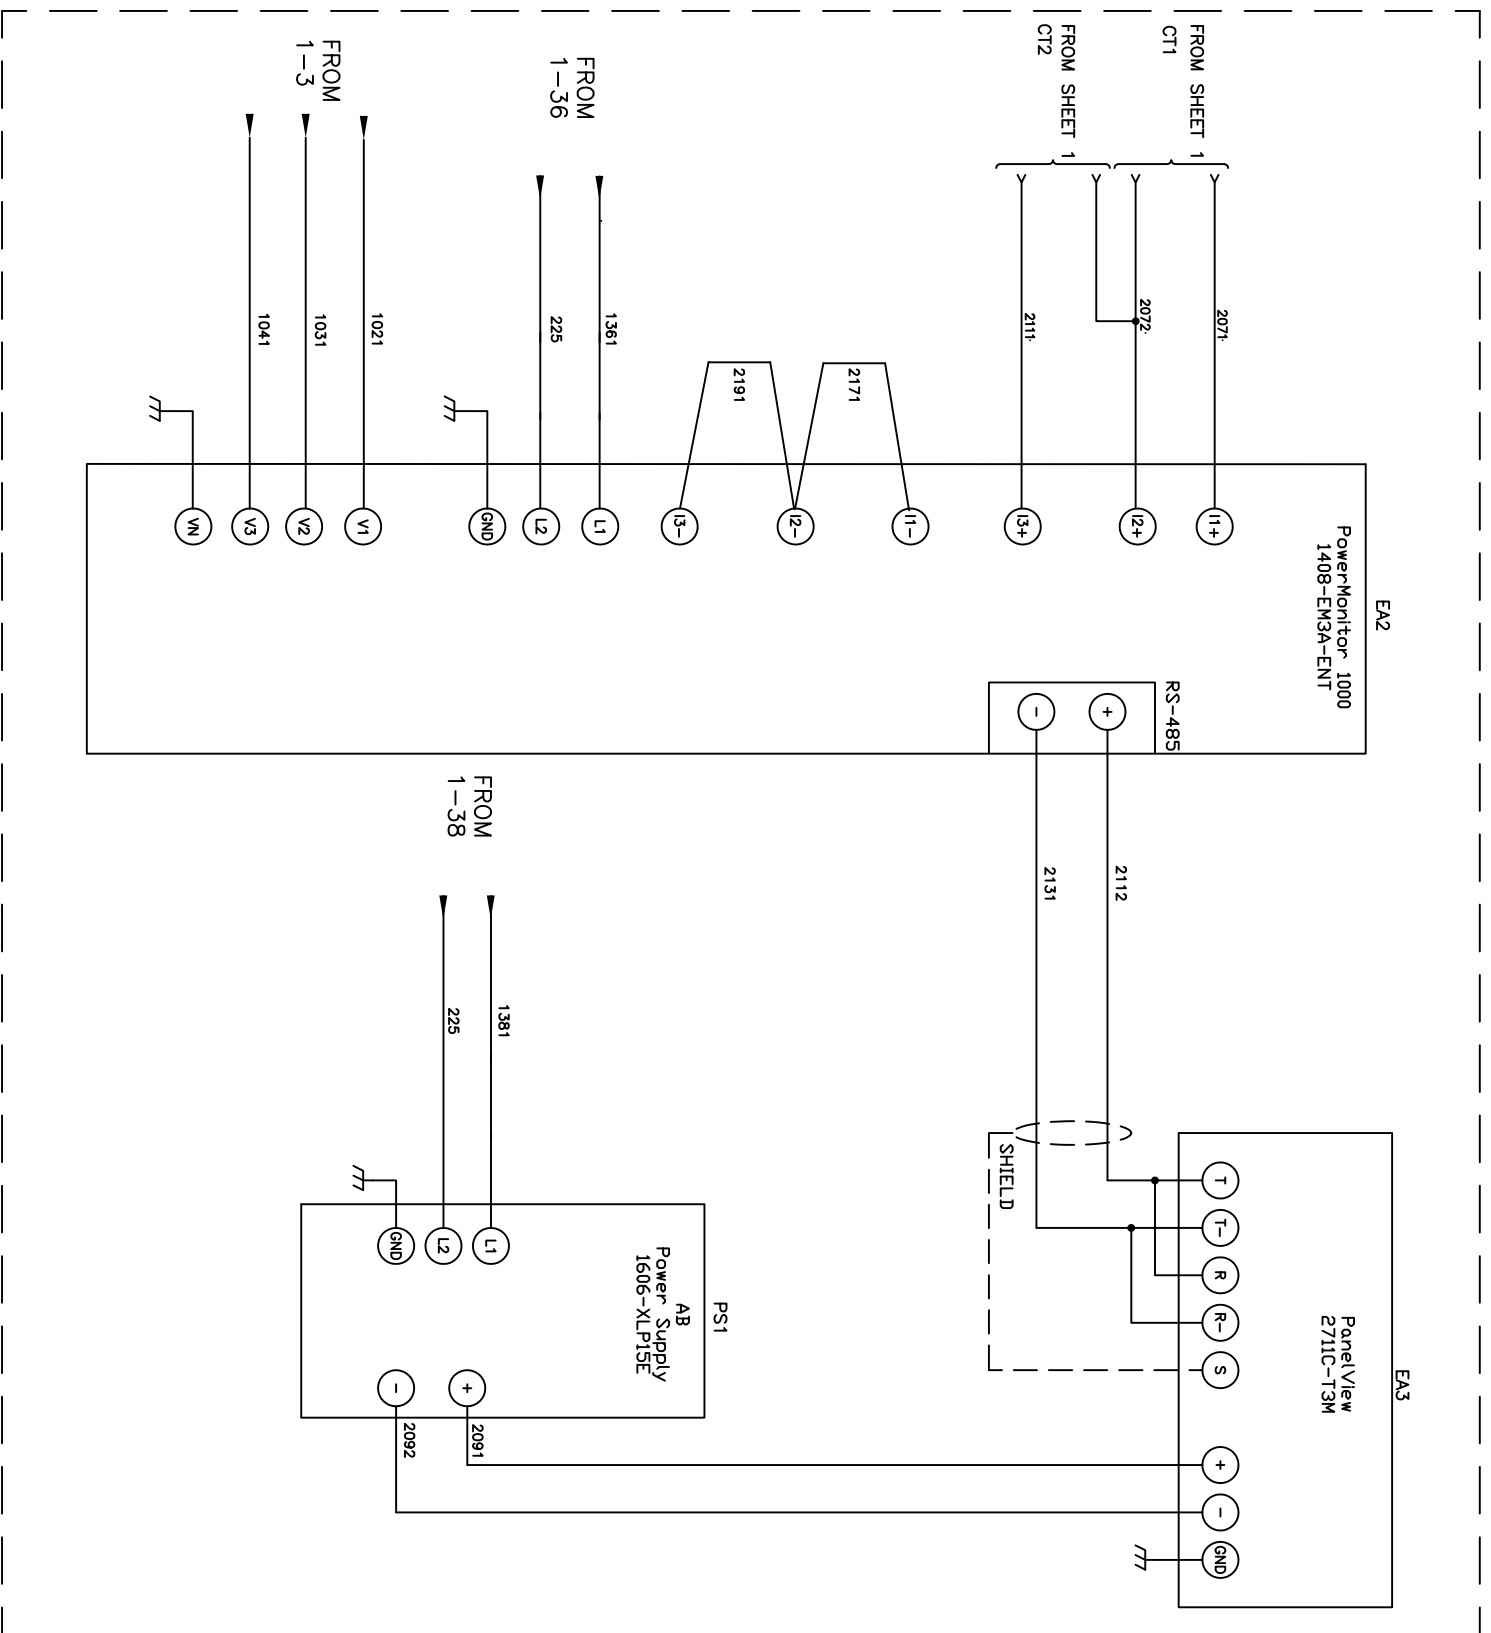 EA2
PowerMonitor 1000
1408-EM3A-ENT
FROM SHEET 1
CT1
FROM SHEET 1
CT2
2071
2072
2111
I1+
I2+
I3+
2171
2191
I1-
I2-
I3-
FROM
1-36
1361
225
L1
L2
GND
FROM
1-3
1021
1031
1041
V1
V2
V3
VN
RS-485
+
-
2112
2131
SHIELD
EA3
PanelView
2711C-T3M
T
T-
R
R-
S
+
-
GND
FROM
1-38
1381
225
PS1
AB
Power Supply
1606-XLP15E
L1
L2
GND
+
-
2091
2092